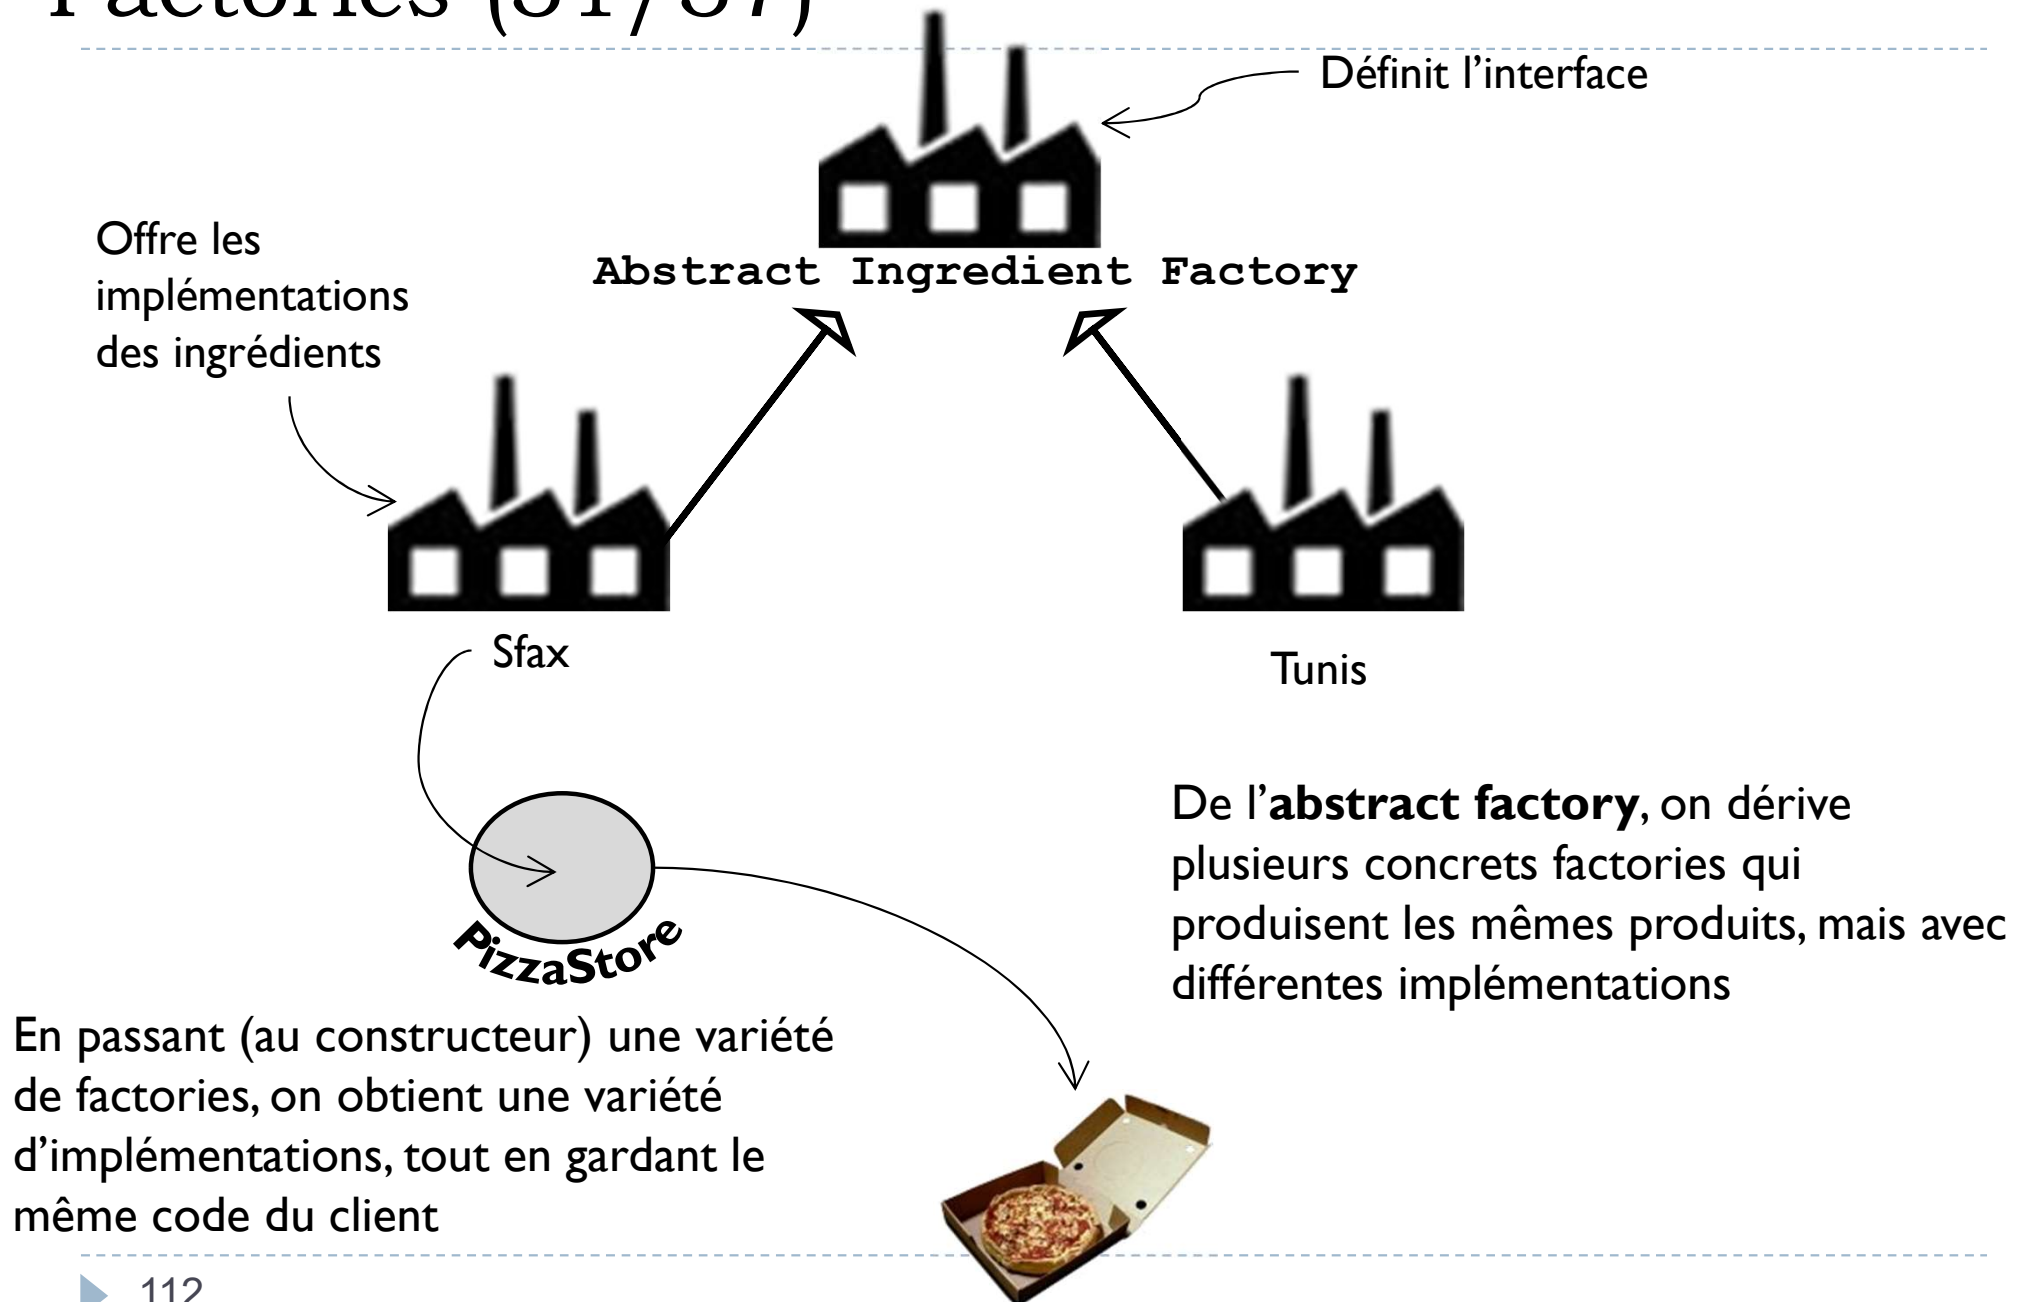 Factories (31/37)
Définit l’interface
Offre les
implémentations
des ingrédients
Abstract Ingredient Factory
Sfax
Tunis
PizzaStore
De l’abstract factory, on dérive
plusieurs concrets factories qui
produisent les mêmes produits, mais avec
différentes implémentations
En passant (au constructeur) une variété
de factories, on obtient une variété
d’implémentations, tout en gardant le
même code du client
112